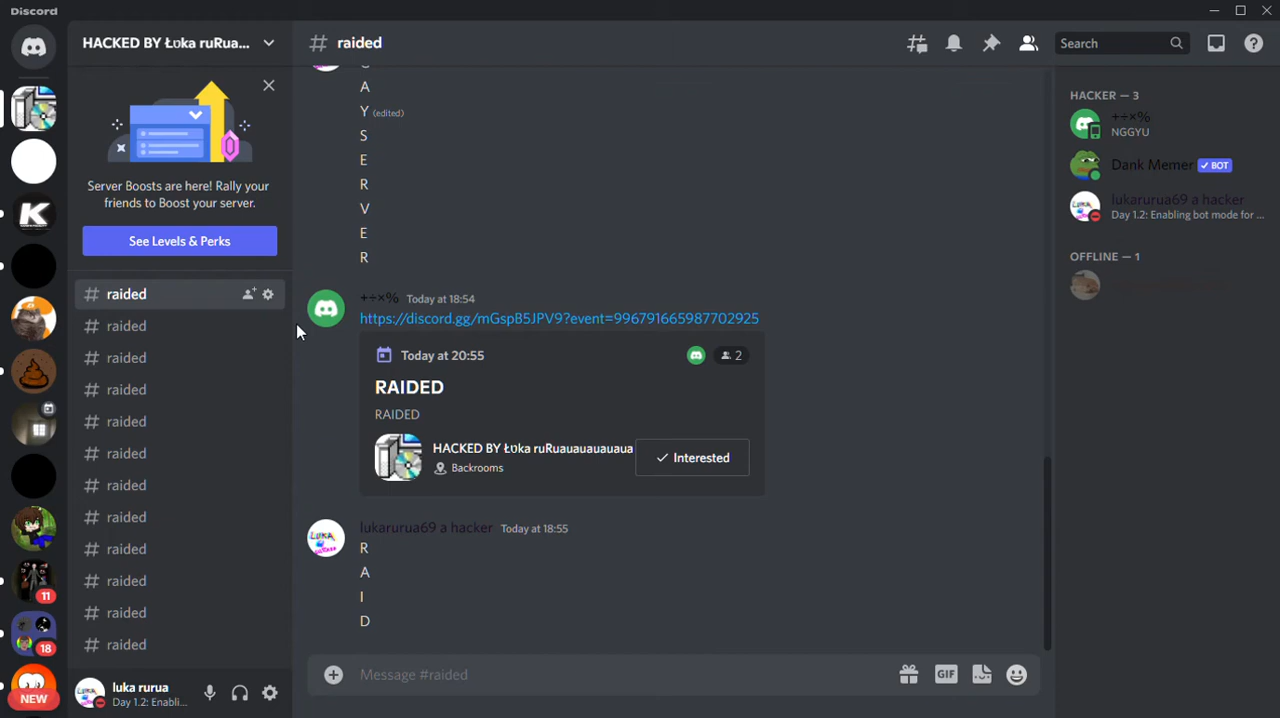 Discord
HACKED BY Łʋka ruRua...
raided
Search
Server Boosts are here! Rally your
friends to Boost your server.
See Levels & Perks
raided
raided
raided
raided
raided
raided
raided
raided
raided
raided
raided
raided
11
18
NEW
luka rurua
Day 1.2: Enabli...
A
Y (edited)
S
E
R
V
E
R
++×% Today at 18:54
https://discord.gg/mGspB5JPV9?event=996791665987702925
Today at 20:55
2
RAIDED
RAIDED
HACKED BY Łʋka ruRuauauauauaua
Backrooms
Interested
lukarurua69 a hacker Today at 18:55
R
A
I
D
Message #raided
GIF
HACKER — 3
++×%
NGGYU
Dank Memer BOT
lukarurua69 a hacker
Day 1.2: Enabling bot mode for ...
OFFLINE — 1